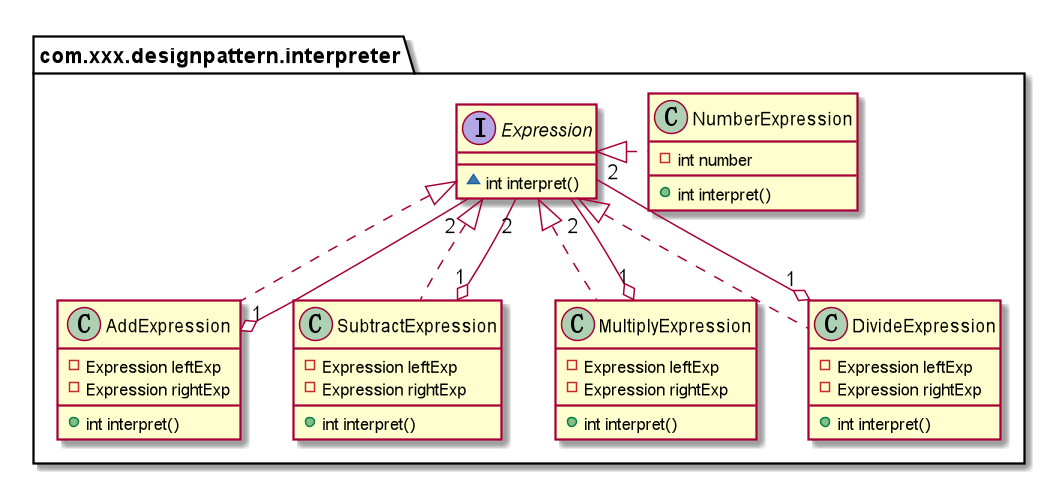 com.xxx.designpattern.interpreter
I Expression
int interpret()
C NumberExpression
int number
int interpret()
2
2
2
2
1
1
1
1
C AddExpression
Expression leftExp
Expression rightExp
int interpret()
C SubtractExpression
Expression leftExp
Expression rightExp
int interpret()
C MultiplyExpression
Expression leftExp
Expression rightExp
int interpret()
C DivideExpression
Expression leftExp
Expression rightExp
int interpret()